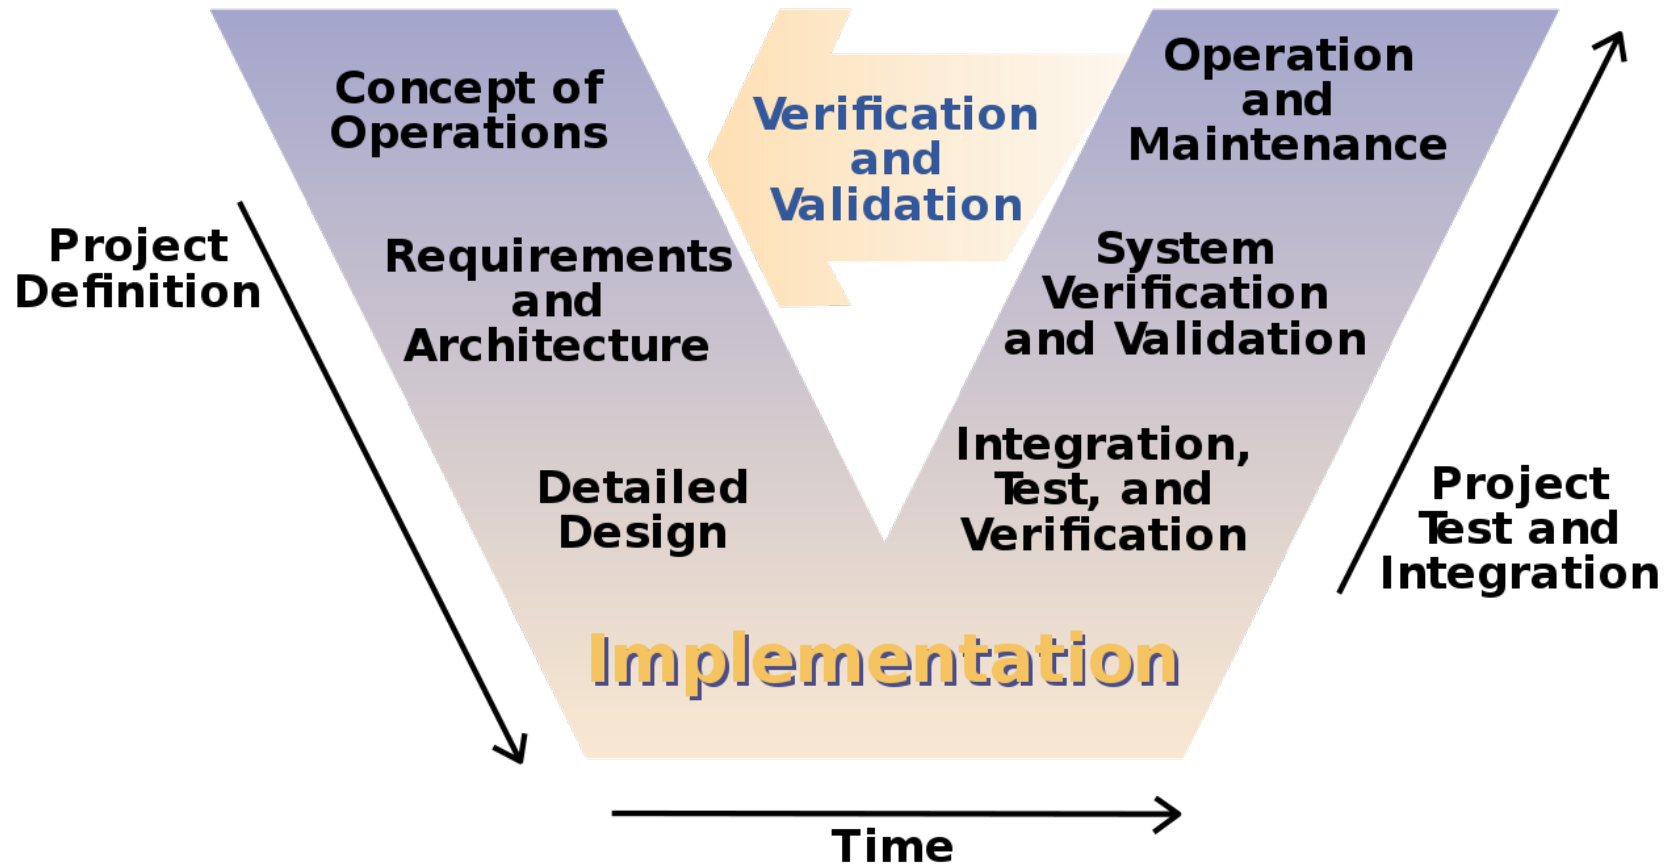 Concept of
Operations
Verification
and
Validation
Operation
and
Maintenance
Project
Definition
Requirements
and
Architecture
System
Verification
and Validation
Detailed
Design
Integration,
Test, and
Verification
Project
Test and
Integration
Implementation
Time